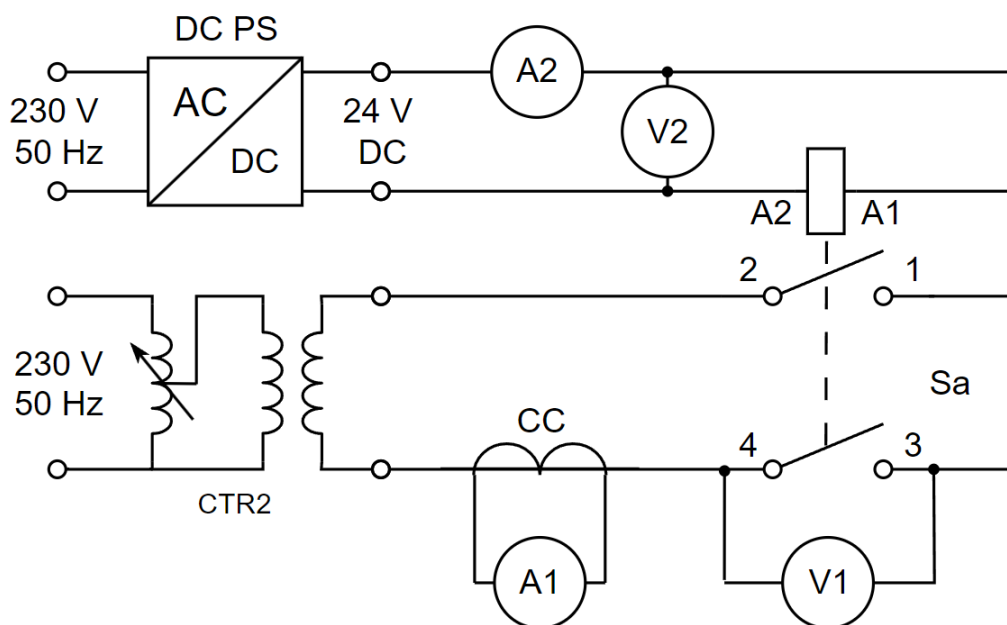 DC PS
230 V
50 Hz
AC
DC
24 V
DC
A2
V2
A2
A1
2
1
230 V
50 Hz
CTR2
CC
A1
4
3
Sa
V1